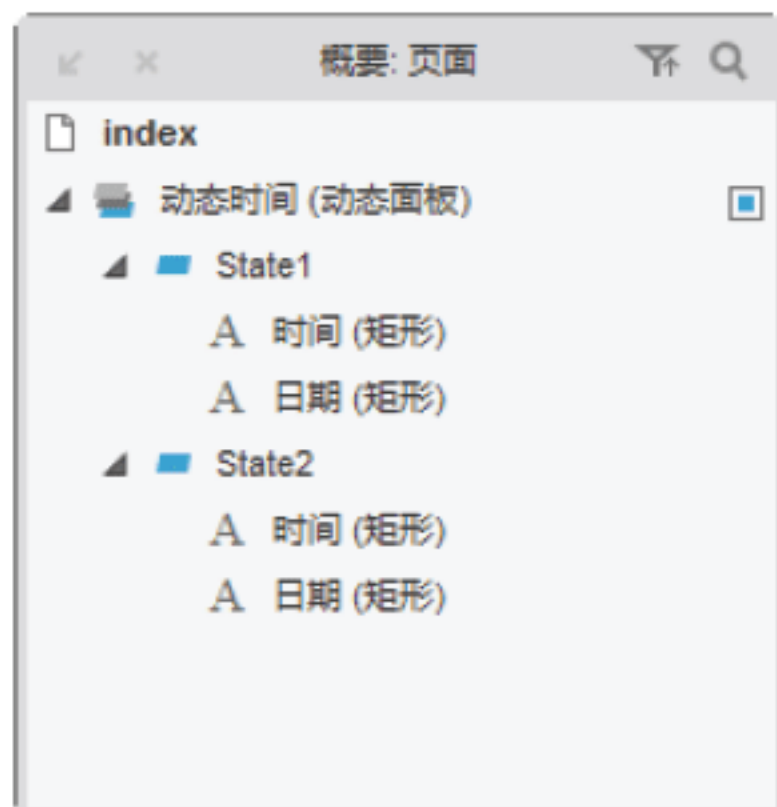 概要: 页面
index
动态时间 (动态面板)
State1
A 时间 (矩形)
A 日期 (矩形)
State2
A 时间 (矩形)
A 日期 (矩形)